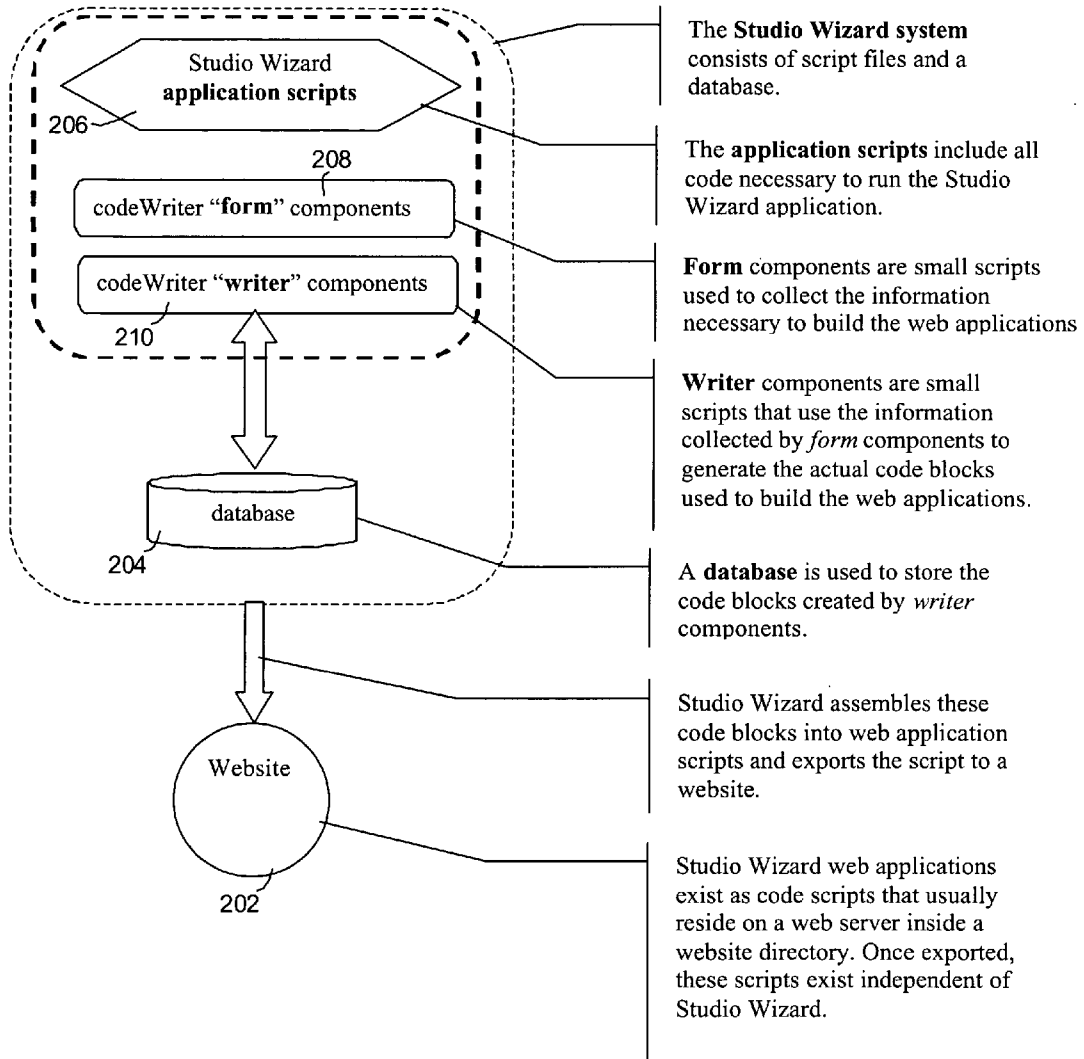 Studio Wizard
application scripts
206
208
codeWriter "form" components
codeWriter "writer" components
210
database
204
Website
202
The Studio Wizard system
consists of script files and a
database.
The application scripts include all
code necessary to run the Studio
Wizard application.
Form components are small scripts
used to collect the information
necessary to build the web applications
Writer components are small
scripts that use the information
collected by form components to
generate the actual code blocks
used to build the web applications.
A database is used to store the
code blocks created by writer
components.
Studio Wizard assembles these
code blocks into web application
scripts and exports the script to a
website.
Studio Wizard web applications
exist as code scripts that usually
reside on a web server inside a
website directory. Once exported,
these scripts exist independent of
Studio Wizard.